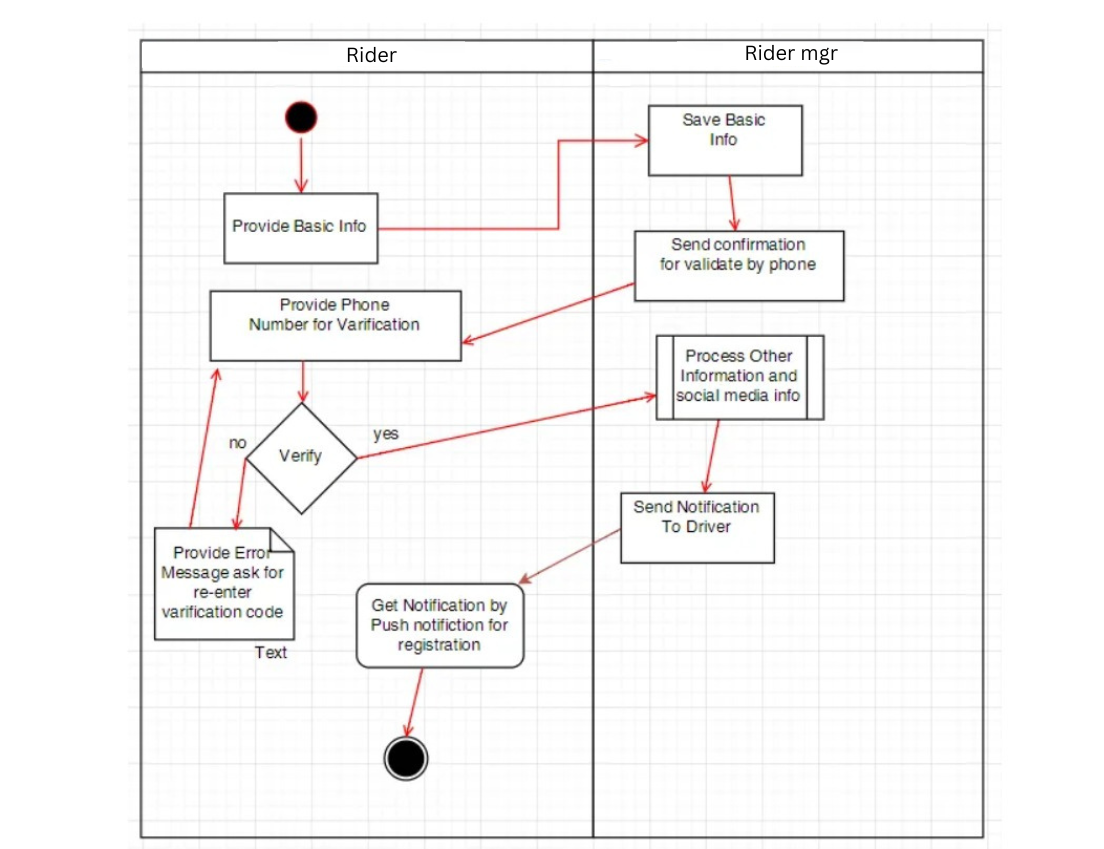 Rider
Rider mgr
Save Basic
Info
Provide Basic Info
Send confirmation
for validate by phone
Provide Phone
Number for Varification
Process Other
Information and
social media info
no
yes
Verify
Send Notification
To Driver
Provide Error
Message ask for
re-enter
varification code
Text
Get Notification by
Push notifiction for
registration